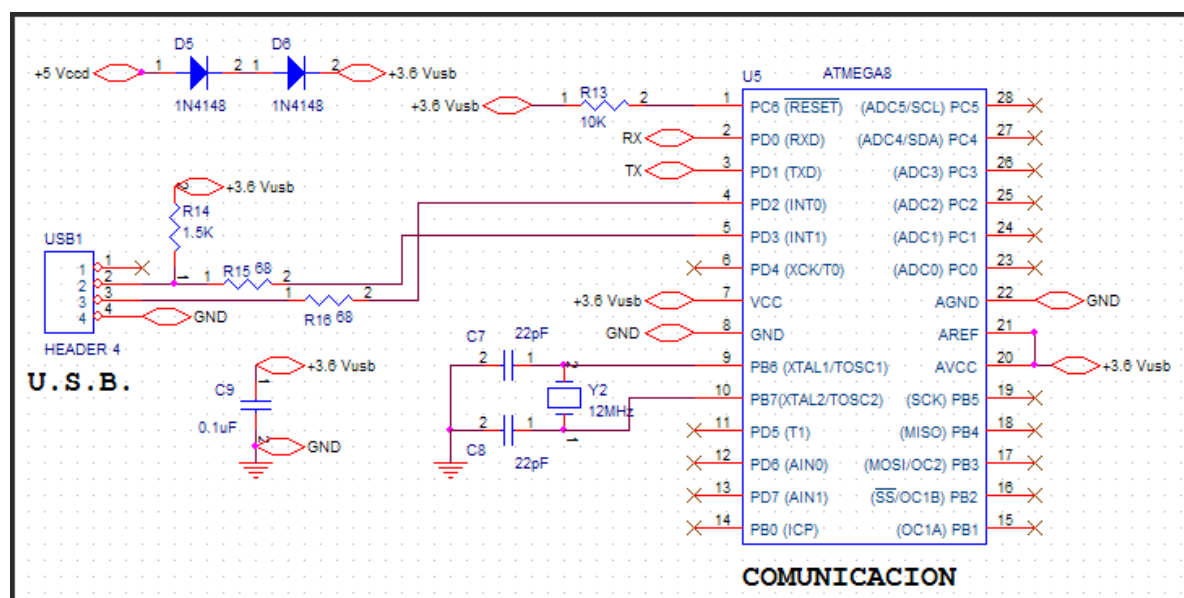 D5 D6
+5 Vccd 1 2 1 2 +3.6 Vusb
1N4148 1N4148
U5 ATMEGA8
+3.6 Vusb 1 R13 2 1 PC6 (RESET) (ADC5/SCL) PC5 28
10K
RX 2 PD0 (RXD) (ADC4/SDA) PC4 27
TX 3 PD1 (TXD) (ADC3) PC3 26
2 +3.6 Vusb
4 PD2 (INT0) (ADC2) PC2 25
R14
1.5K
5 PD3 (INT1) (ADC1) PC1 24
USB1
1 1
6 PD4 (XCK/T0) (ADC0) PC0 23
2 2 1 1 R15 68 2
3 3 1 R16 68 2
+3.6 Vusb 7 VCC AGND 22 GND
4 4 GND
GND 8 GND AREF 21
HEADER 4
U.S.B.
C7 22pF
2 1 9 PB6 (XTAL1/TOSC1) AVCC 20 +3.6 Vusb
+3.6 Vusb
1 C9 0.1uF 2 GND
2 Y2 12MHz 1
10 PB7(XTAL2/TOSC2) (SCK) PB5 19
2 1
C8 22pF
11 PD5 (T1) (MISO) PB4 18
12 PD6 (AIN0) (MOSI/OC2) PB3 17
13 PD7 (AIN1) (SS/OC1B) PB2 16
14 PB0 (ICP) (OC1A) PB1 15
COMUNICACION